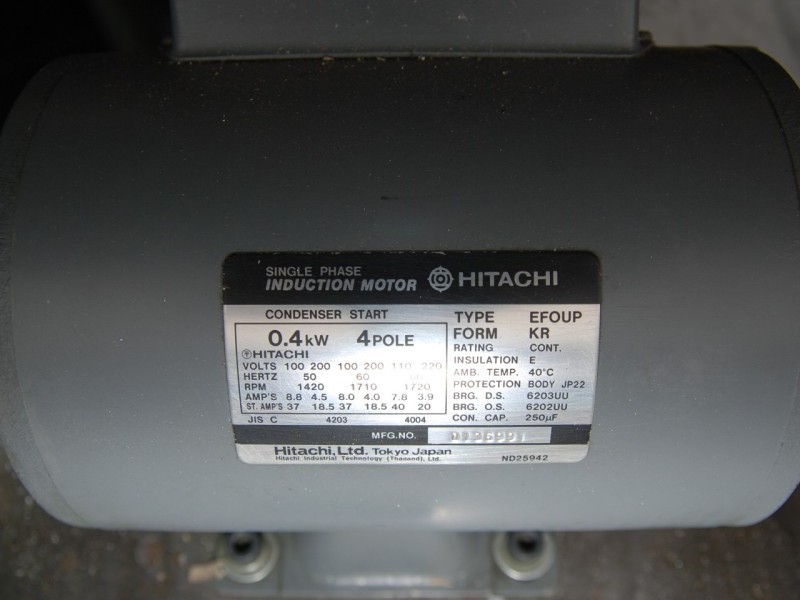 SINGLE PHASE
INDUCTION MOTOR HITACHI
CONDENSER START
0.4kW 4POLE
HITACHI
VOLTS 100 200 100 200 110 220
HERTZ 50 60
RPM 1420 1710 1720
AMP'S 8.8 4.5 8.0 4.0 7.8 3.9
ST. AMP'S 37 18.5 37 18.5 40 20
JIS C 4203 4004
TYPE EFOUP
FORM KR
RATING CONT.
INSULATION E
AMB. TEMP. 40°C
PROTECTION BODY JP22
BRG. D.S. 6203UU
BRG. O.S. 6202UU
CON. CAP. 250µF
MFG.NO.
Hitachi,Ltd. Tokyo Japan
Hitachi Industrial Technology (Thailand), Ltd. ND25942